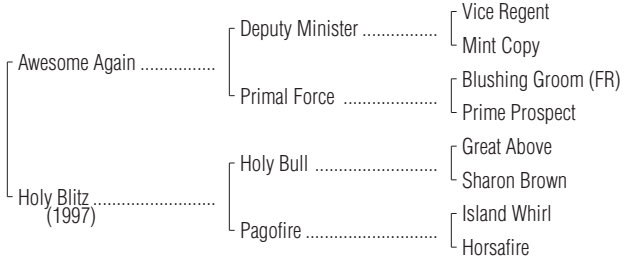 Vice Regent
Deputy Minister ................
Mint Copy
Awesome Again ................
Blushing Groom (FR)
Primal Force ....................
Prime Prospect
Great Above
Holy Bull ..........................
Sharon Brown
Holy Blitz ..........................
(1997)
Island Whirl
Pagofire ............................
Horsafire